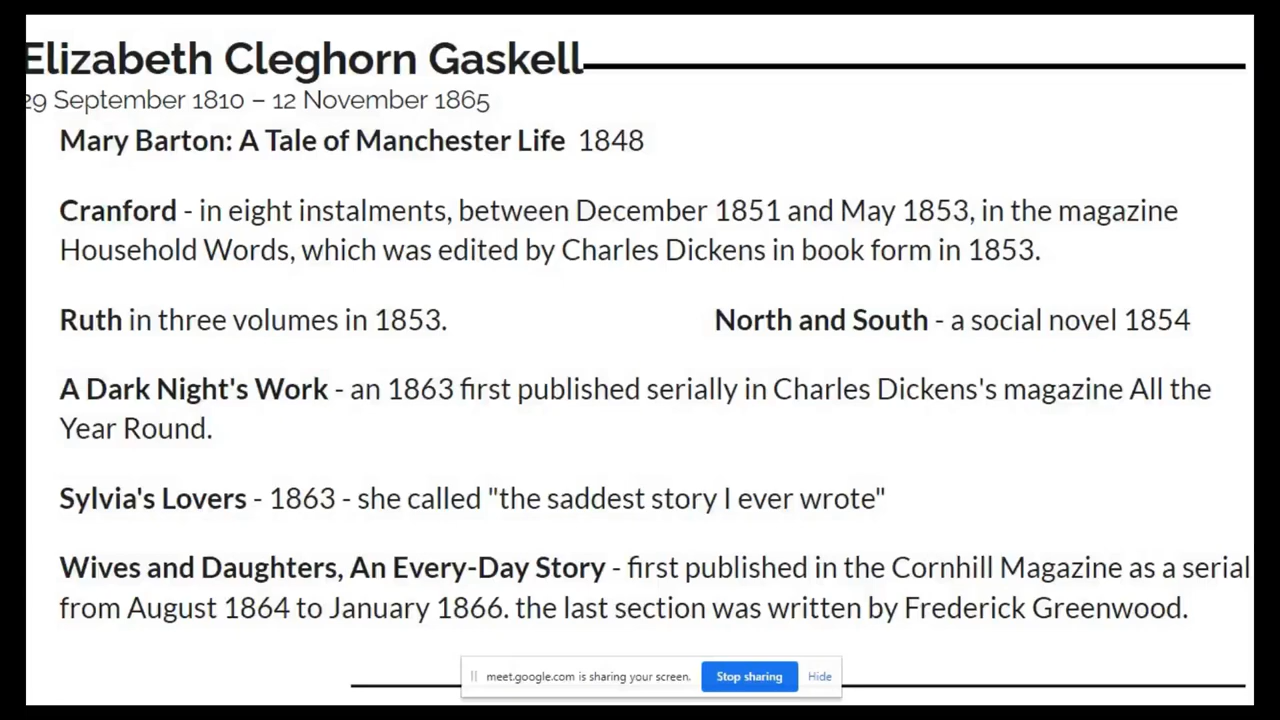 Elizabeth Cleghorn Gaskell
29 September 1810 – 12 November 1865
Mary Barton: A Tale of Manchester Life 1848
Cranford - in eight instalments, between December 1851 and May 1853, in the magazine
Household Words, which was edited by Charles Dickens in book form in 1853.
Ruth in three volumes in 1853. North and South - a social novel 1854
A Dark Night's Work - an 1863 first published serially in Charles Dickens's magazine All the
Year Round.
Sylvia's Lovers - 1863 - she called "the saddest story I ever wrote"
Wives and Daughters, An Every-Day Story - first published in the Cornhill Magazine as a serial
from August 1864 to January 1866. the last section was written by Frederick Greenwood.
meet.google.com is sharing your screen. Stop sharing Hide